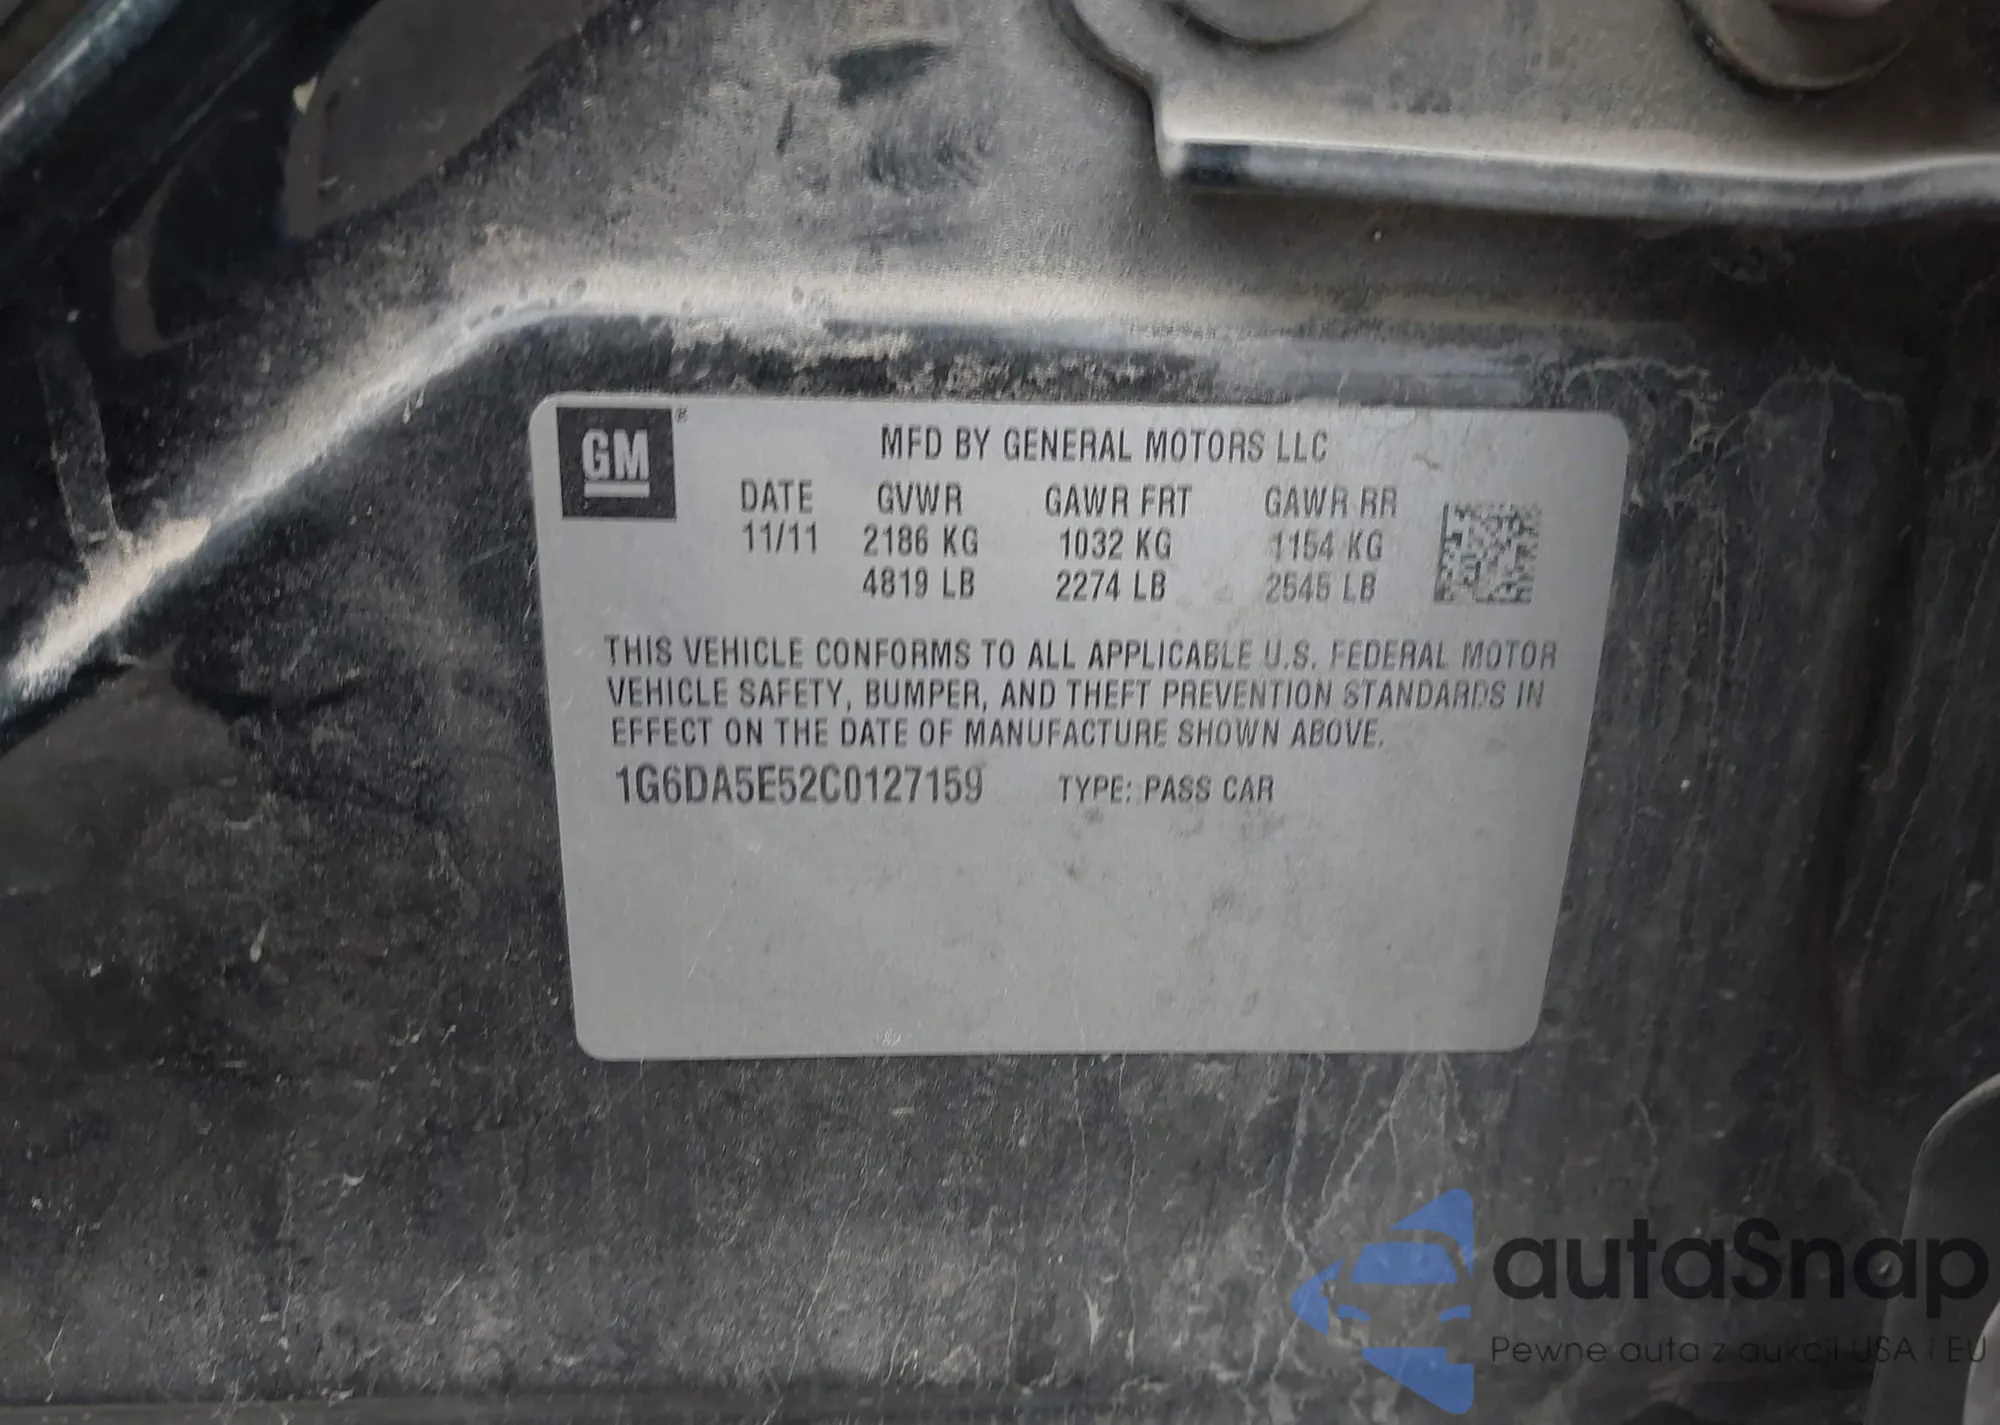 GM ®
MFD BY GENERAL MOTORS LLC
DATE GVWR GAWR FRT GAWR RR
11/11 2186 KG 1032 KG 1154 KG
4819 LB 2274 LB 2545 LB
THIS VEHICLE CONFORMS TO ALL APPLICABLE U.S. FEDERAL MOTOR
VEHICLE SAFETY, BUMPER, AND THEFT PREVENTION STANDARDS IN
EFFECT ON THE DATE OF MANUFACTURE SHOWN ABOVE.
1G6DA5E52C0127159 TYPE: PASS CAR
autaSnap
Pewne auta z aukcji USA i EU